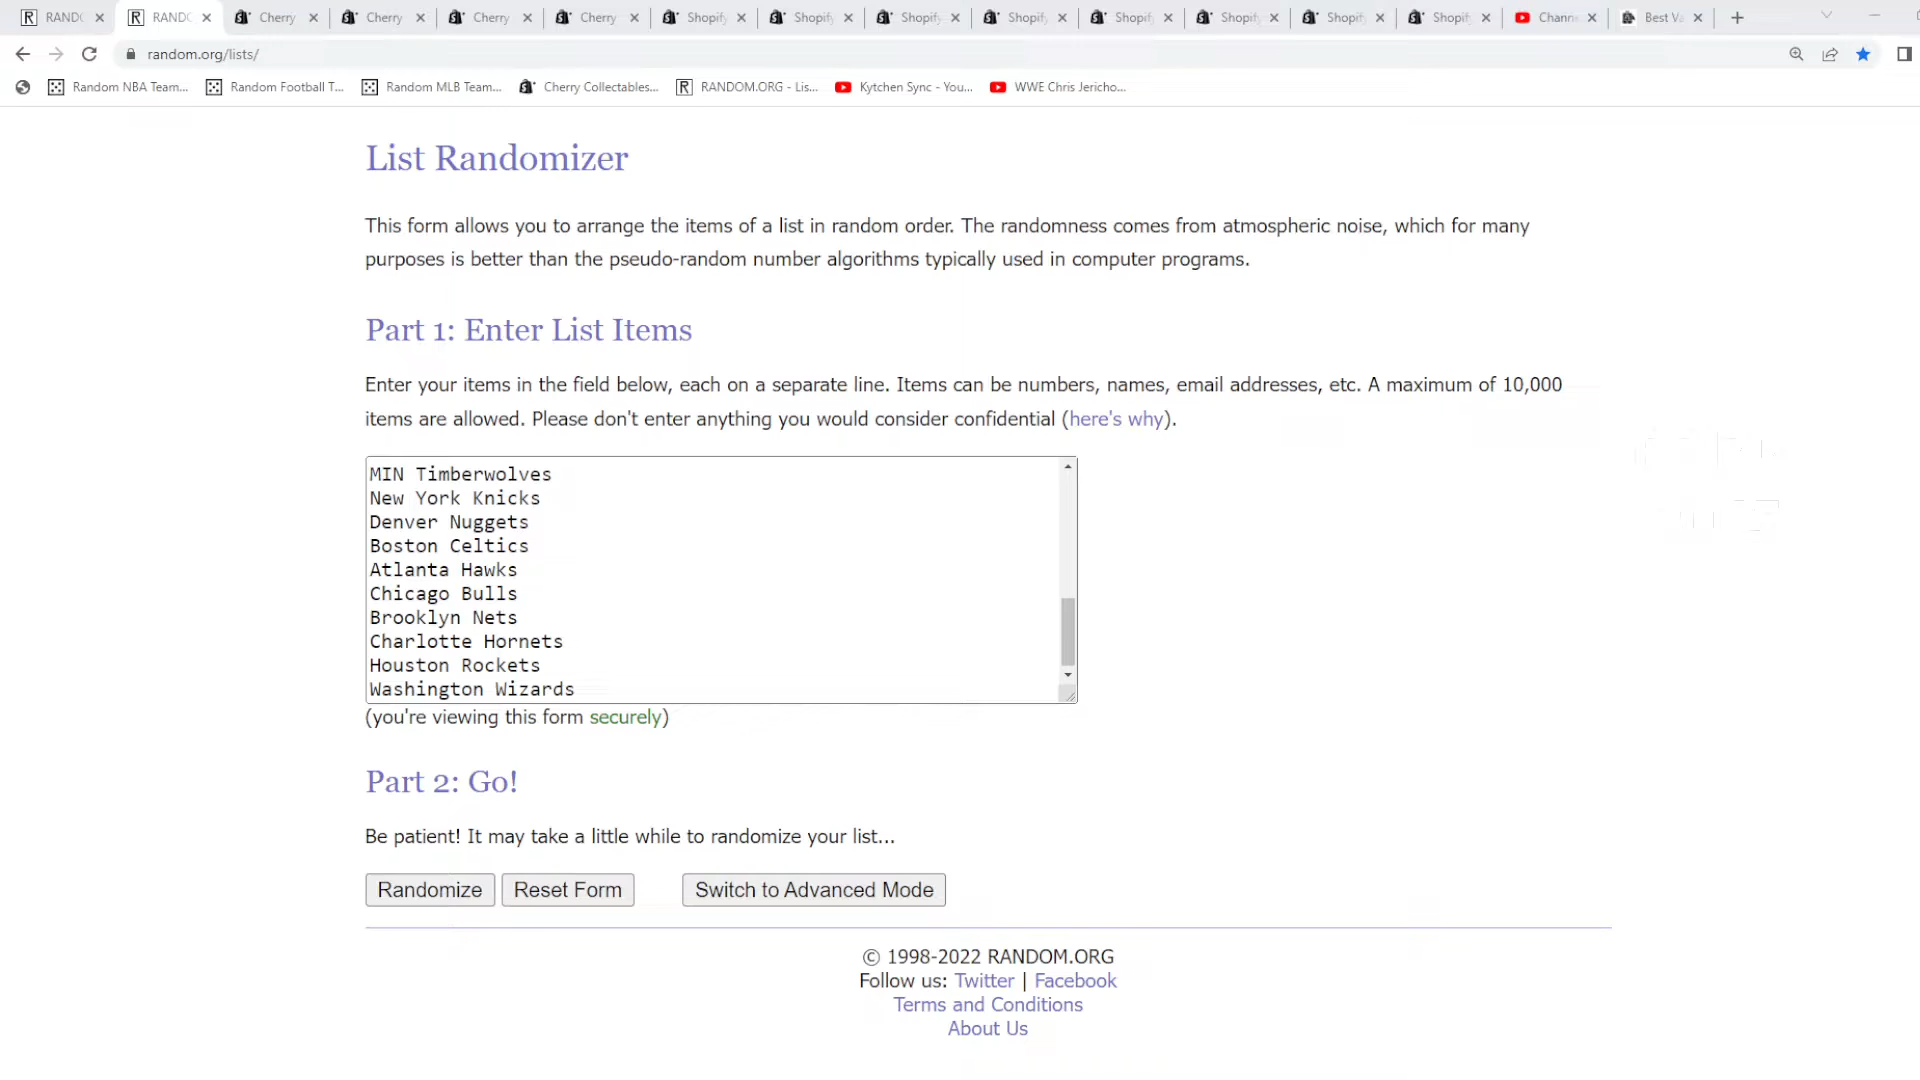 RANDO
RANDO
Cherry
Cherry
Cherry
Cherry
Shopify
Shopify
Shopify
Shopify
Shopify
Shopify
Shopify
Shopify
Chann
Best Va
random.org/lists/
Random NBA Team...
Random Football T...
Random MLB Team...
Cherry Collectables...
RANDOM.ORG - Lis...
Kytchen Sync - You...
WWE Chris Jericho...
List Randomizer
This form allows you to arrange the items of a list in random order. The randomness comes from atmospheric noise, which for many
purposes is better than the pseudo-random number algorithms typically used in computer programs.
Part 1: Enter List Items
Enter your items in the field below, each on a separate line. Items can be numbers, names, email addresses, etc. A maximum of 10,000
items are allowed. Please don't enter anything you would consider confidential (here's why).
MIN Timberwolves
New York Knicks
Denver Nuggets
Boston Celtics
Atlanta Hawks
Chicago Bulls
Brooklyn Nets
Charlotte Hornets
Houston Rockets
Washington Wizards
(you're viewing this form securely)
Part 2: Go!
Be patient! It may take a little while to randomize your list...
Randomize
Reset Form
Switch to Advanced Mode
© 1998-2022 RANDOM.ORG
Follow us: Twitter | Facebook
Terms and Conditions
About Us